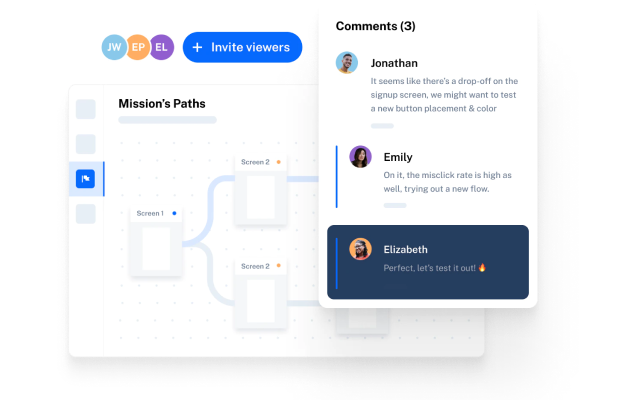 JW EP EL + Invite viewers
Mission's Paths
Screen 1
Screen 2
Screen 2
Comments (3)
Jonathan
It seems like there's a drop-off on the
signup screen, we might want to test
a new button placement & color
Emily
On it, the misclick rate is high as
well, trying out a new flow.
Elizabeth
Perfect, let's test it out! 🔥